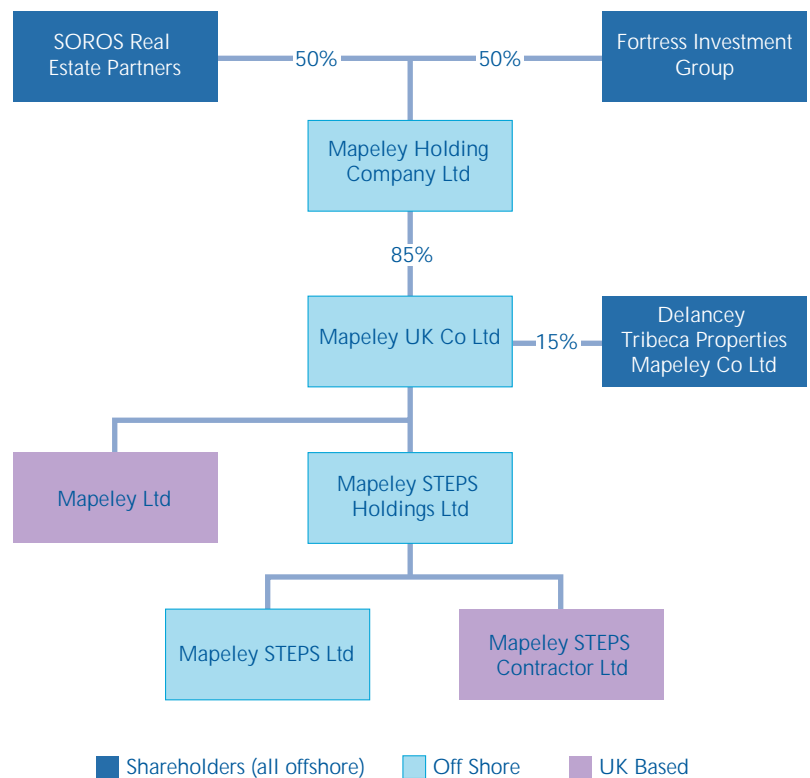 SOROS Real
Estate Partners
50%
50%
Fortress Investment
Group
Mapeley Holding
Company Ltd
85%
Mapeley UK Co Ltd
15%
Delancey
Tribeca Properties
Mapeley Co Ltd
Mapeley Ltd
Mapeley STEPS
Holdings Ltd
Mapeley STEPS Ltd
Mapeley STEPS
Contractor Ltd
Shareholders (all offshore)
Off Shore
UK Based